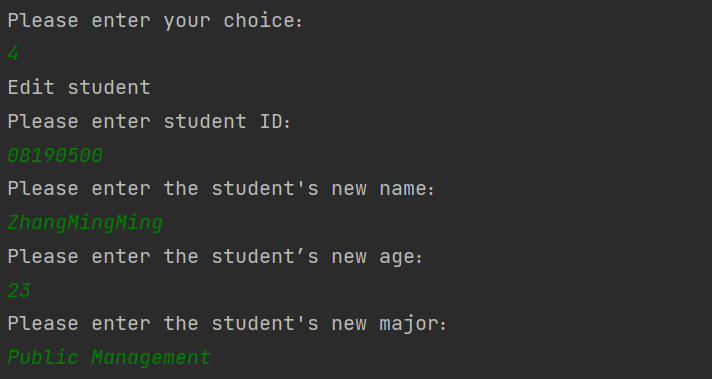 Please enter your choice：
4
Edit student
Please enter student ID：
08190500
Please enter the student's new name：
ZhangMingMing
Please enter the student’s new age：
23
Please enter the student's new major：
Public Management